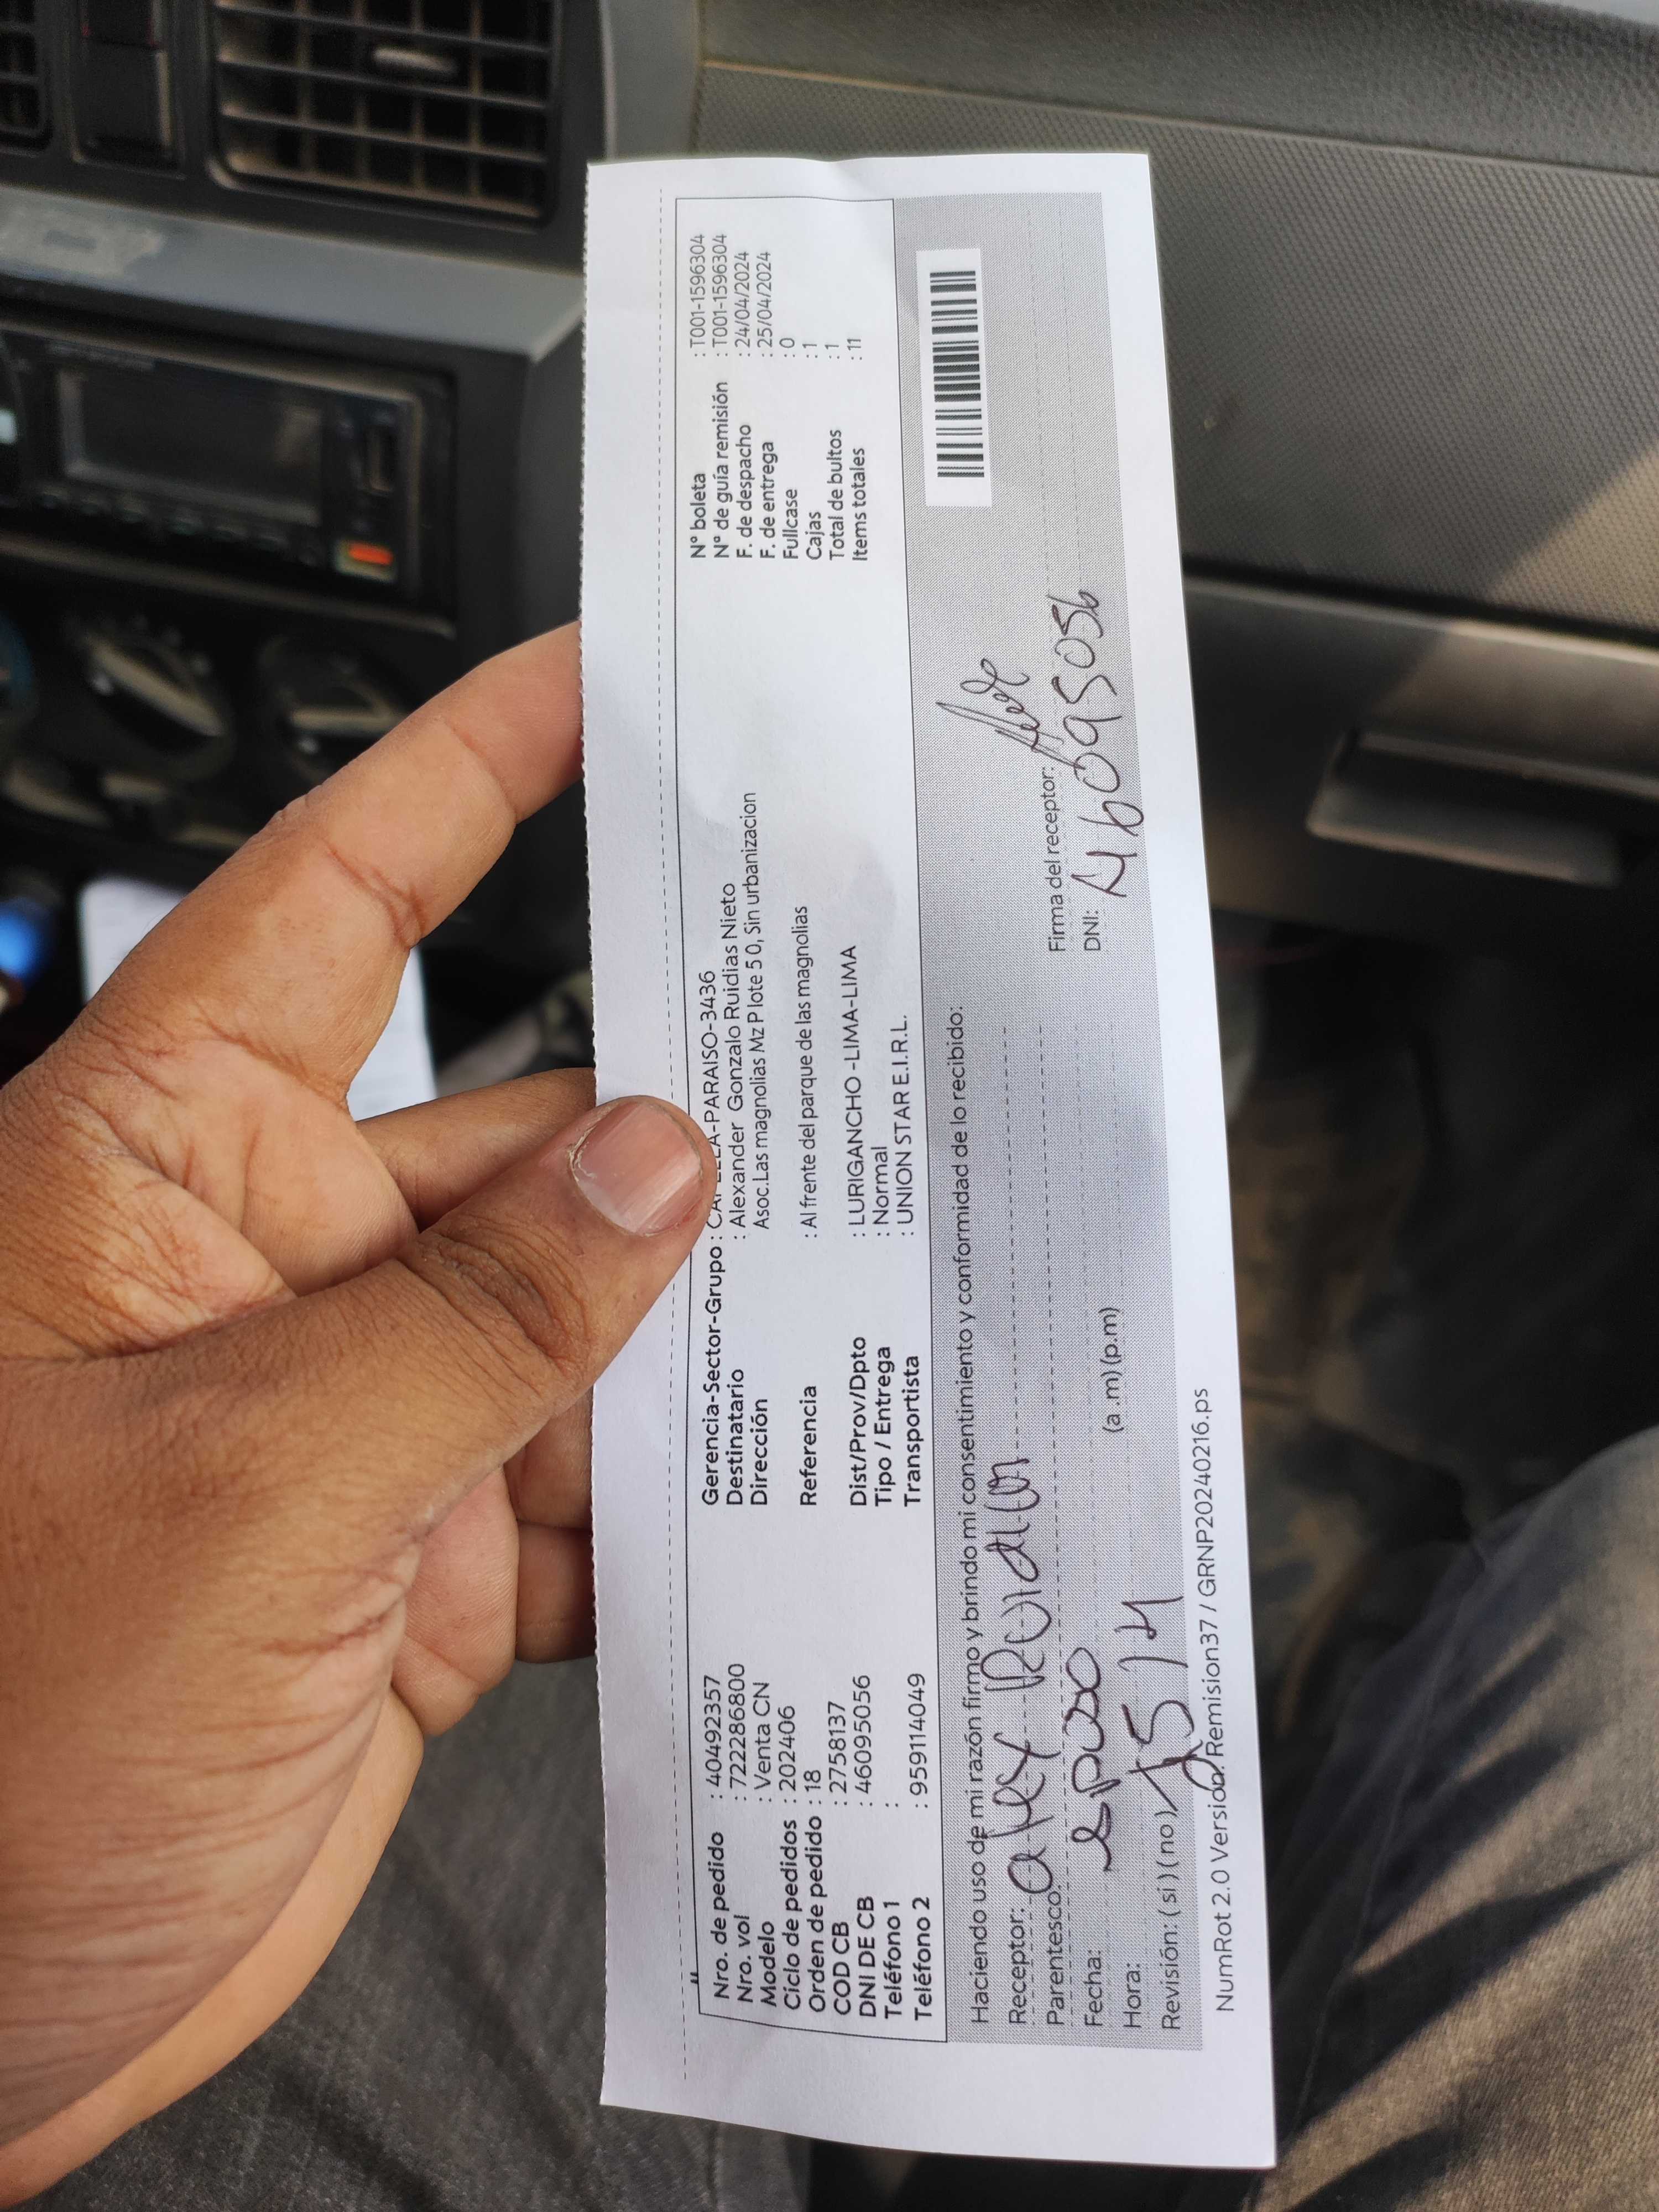 Nro. de pedido : 40492357
Nro. vol : 722286800
Modelo : Venta CN
Ciclo de pedidos : 202406
Orden de pedido : 18
COD CB : 2758137
DNI DE CB : 46095056
Teléfono 1 :
Teléfono 2 : 959114049
Gerencia-Sector-Grupo : CAPELLA-PARAISO-3436
Destinatario : Alexander Gonzalo Ruidias Nieto
Dirección Asoc.Las magnolias Mz P lote 5 0, Sin urbanizacion
Referencia : Al frente del parque de las magnolias
Dist/Prov/Dpto : LURIGANCHO -LIMA-LIMA
Tipo / Entrega : Normal
Transportista : UNION STAR E.I.R.L.
N° boleta : T001-1596304
N° de guía remisión : T001-1596304
F. de despacho : 24/04/2024
F. de entrega : 25/04/2024
Fullcase : 0
Cajas : 1
Total de bultos : 1
Items totales : 11
Haciendo uso de mi razón firmo y brindo mi consentimiento y conformidad de lo recibido:
Receptor: alex
Parentesco: esposo
Fecha:
Hora: (a .m) (p.m)
Revisión: ( si ) ( no )
Firma del receptor:
DNI: 46095056
NumRot 2.0 Version: Remision37 / GRNP20240216.ps